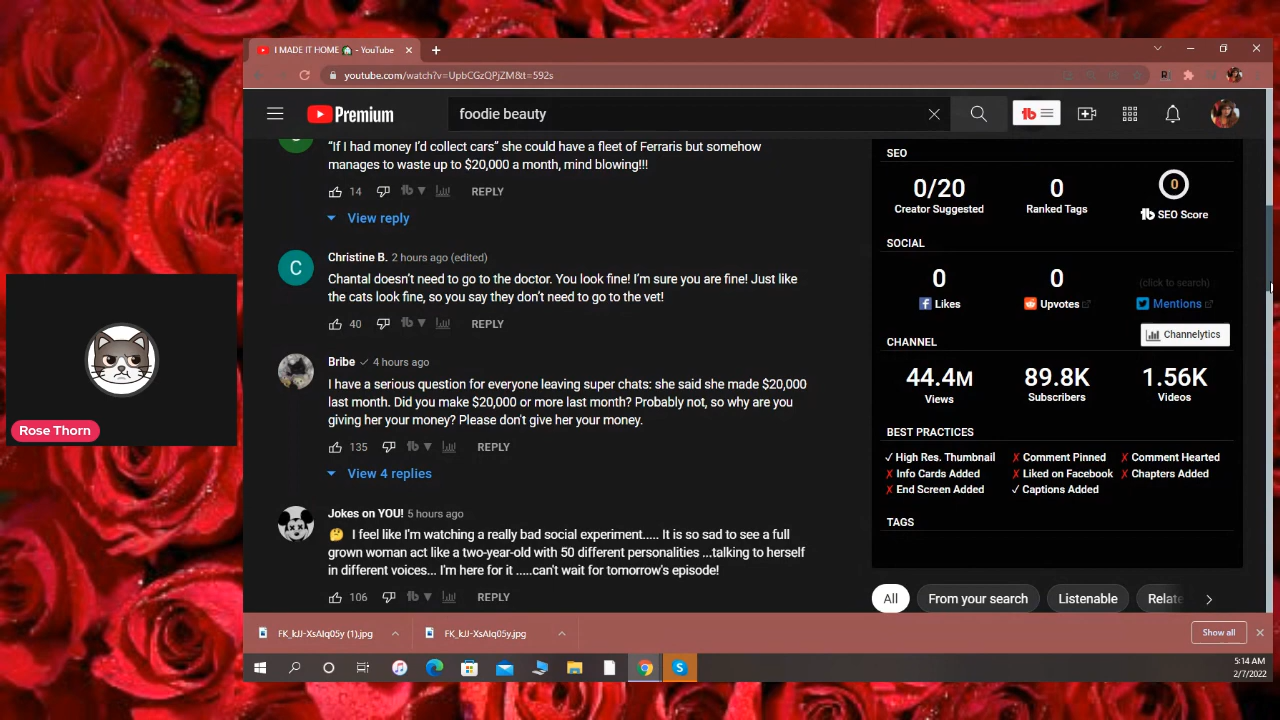 I MADE IT HOME 🏠 - YouTube
youtube.com/watch?v=UpbCGzQPjZM&t=592s
Premium
foodie beauty
“If I had money I’d collect cars” she could have a fleet of Ferraris but somehow
manages to waste up to $20,000 a month, mind blowing!!!
14 REPLY
View reply
C
Christine B. 2 hours ago (edited)
Chantal doesn’t need to go to the doctor. You look fine! I’m sure you are fine! Just like
the cats look fine, so you say they don’t need to go to the vet!
40 REPLY
Bribe 4 hours ago
I have a serious question for everyone leaving super chats: she said she made $20,000
last month. Did you make $20,000 or more last month? Probably not, so why are you
giving her your money? Please don't give her your money.
135 REPLY
View 4 replies
Jokes on YOU! 5 hours ago
🤔 I feel like I'm watching a really bad social experiment..... It is so sad to see a full
grown woman act like a two-year-old with 50 different personalities ...talking to herself
in different voices... I'm here for it .....can't wait for tomorrow's episode!
106 REPLY
SEO
0/20 0 0
Creator Suggested Ranked Tags SEO Score
SOCIAL
0 0 (click to search)
Likes Upvotes Mentions
Channelytics
CHANNEL
44.4M 89.8K 1.56K
Views Subscribers Videos
BEST PRACTICES
✓ High Res. Thumbnail ✗ Comment Pinned ✗ Comment Hearted
✗ Info Cards Added ✗ Liked on Facebook ✗ Chapters Added
✗ End Screen Added ✓ Captions Added
TAGS
All From your search Listenable Relate
Rose Thorn
FK_kJJ-XsAIq05y (1).jpg FK_kJJ-XsAIq05y.jpg Show all
5:14 AM
2/7/2022